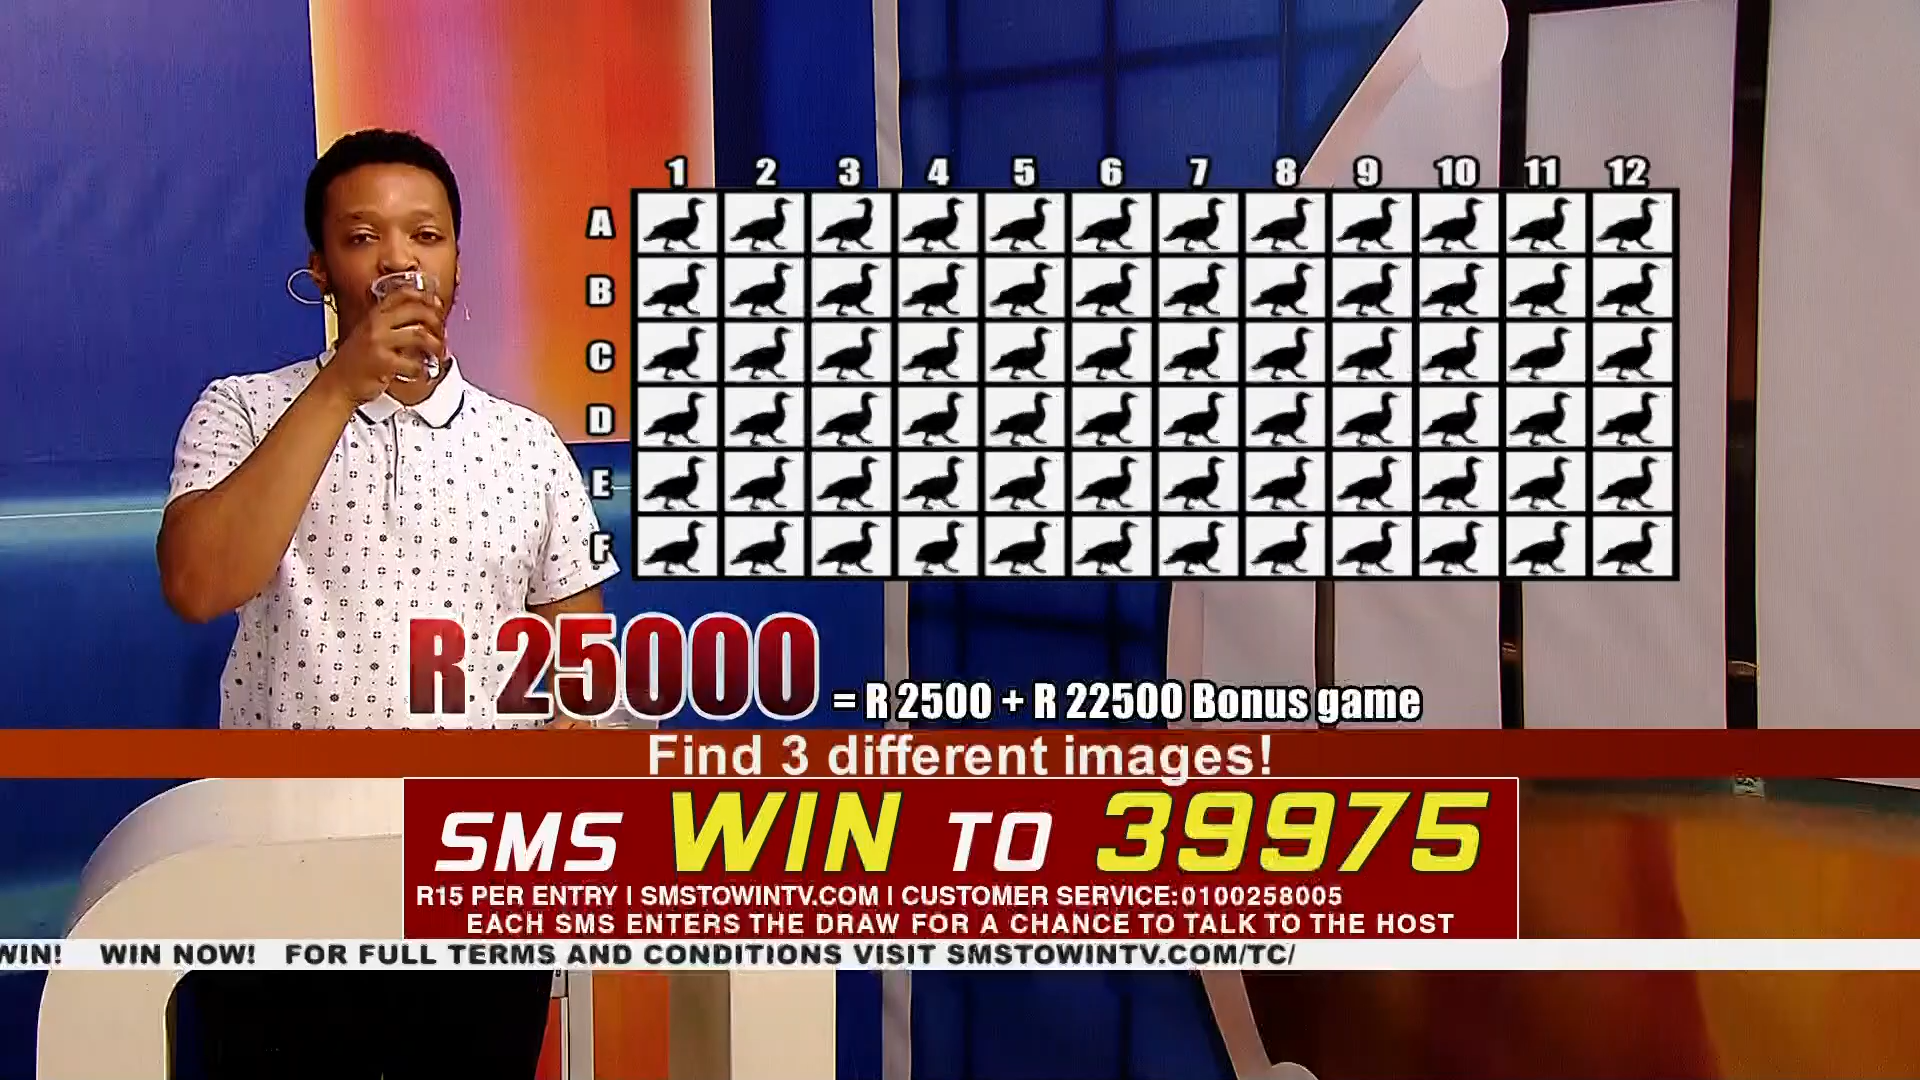 1 2 3 4 5 6 7 8 9 10 11 12
A
B
C
D
E
F
R 25000 = R 2500 + R 22500 Bonus game
Find 3 different images!
SMS WIN TO 39975
R15 PER ENTRY | SMSTOWINTV.COM | CUSTOMER SERVICE:0100258005
EACH SMS ENTERS THE DRAW FOR A CHANCE TO TALK TO THE HOST
WIN! WIN NOW! FOR FULL TERMS AND CONDITIONS VISIT SMSTOWINTV.COM/TC/